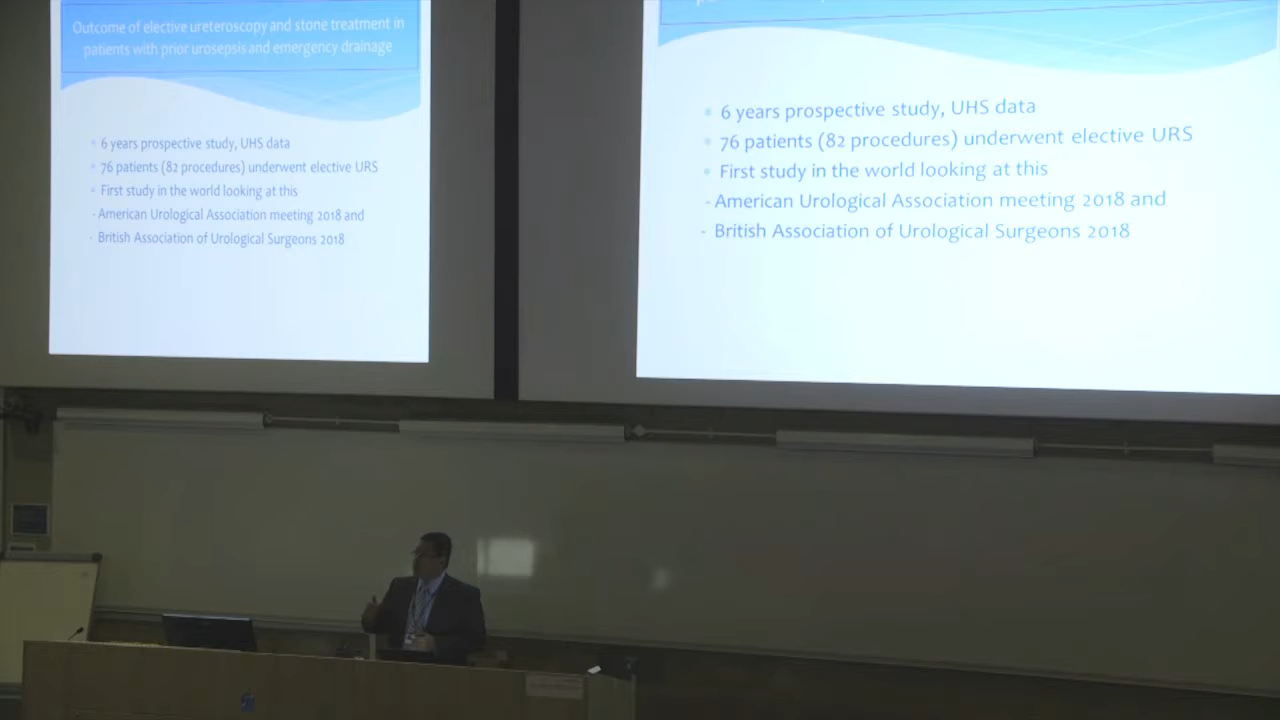 Outcome of elective ureteroscopy and stone treatment in
patients with prior urosepsis and emergency drainage
6 years prospective study, UHS data
76 patients (82 procedures) underwent elective URS
First study in the world looking at this
- American Urological Association meeting 2018 and
- British Association of Urological Surgeons 2018
6 years prospective study, UHS data
76 patients (82 procedures) underwent elective URS
First study in the world looking at this
- American Urological Association meeting 2018 and
- British Association of Urological Surgeons 2018